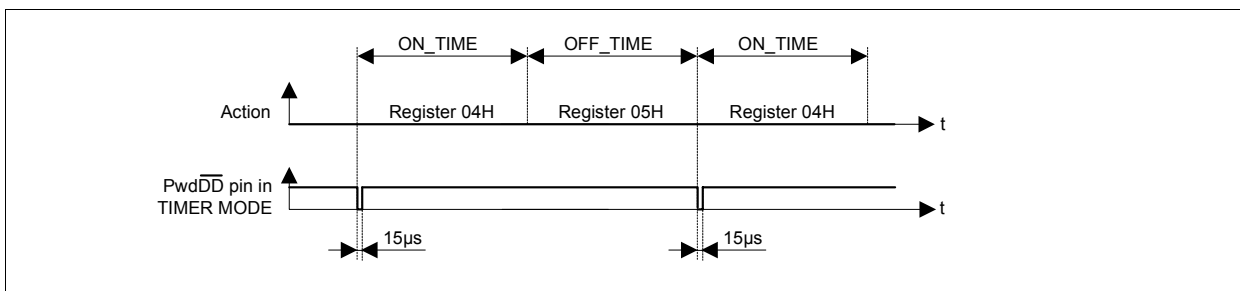 ON_TIME OFF_TIME ON_TIME
Action Register 04H Register 05H Register 04H t
PwdDD pin in
TIMER MODE t
15µs 15µs